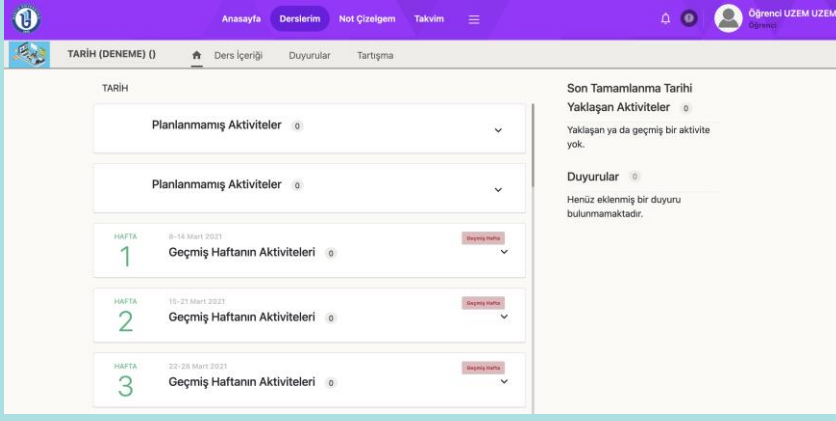 Anasayfa Derslerim Not Çizelgem Takvim
Öğrenci UZEM UZEM
Öğrenci
TARİH (DENEME) ()
Ders İçeriği Duyurular Tartışma
TARİH
Planlanmamış Aktiviteler 0
Planlanmamış Aktiviteler 0
HAFTA
1
8-14 Mart 2021
Geçmiş Haftanın Aktiviteleri 0
Geçmiş Hafta
HAFTA
2
15-21 Mart 2021
Geçmiş Haftanın Aktiviteleri 0
Geçmiş Hafta
HAFTA
3
22-28 Mart 2021
Geçmiş Haftanın Aktiviteleri 0
Geçmiş Hafta
Son Tamamlanma Tarihi
Yaklaşan Aktiviteler 0
Yaklaşan ya da geçmiş bir aktivite
yok.
Duyurular 0
Henüz eklenmiş bir duyuru
bulunmamaktadır.